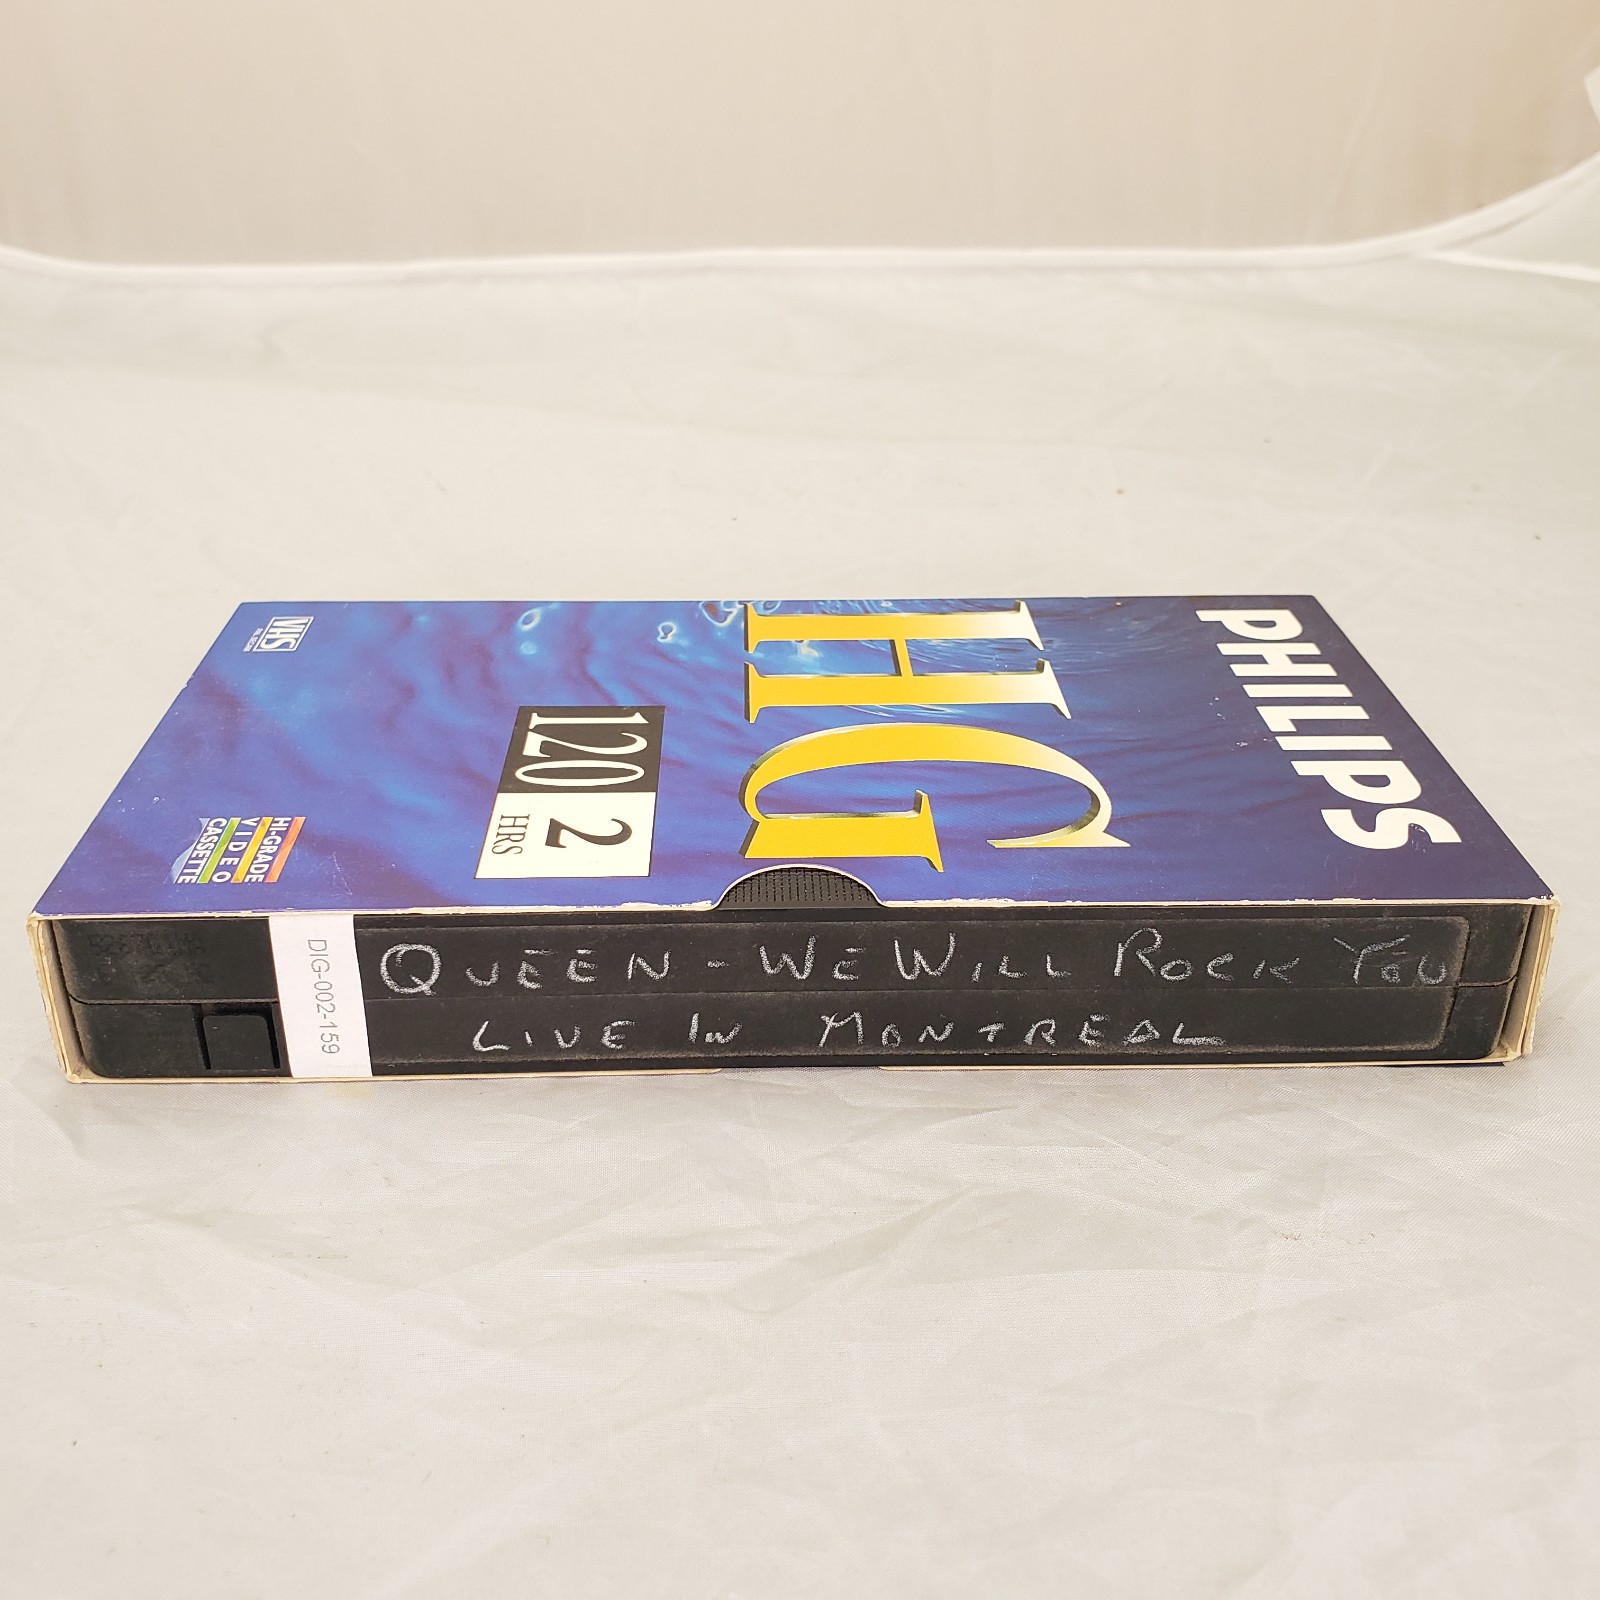 PHILIPS
HG
120 2
HRS
VHS
HI-GRADE
VIDEO
CASSETTE
DIG-002-159
QUEEN - WE WILL ROCK YOU
LIVE IN MONTREAL